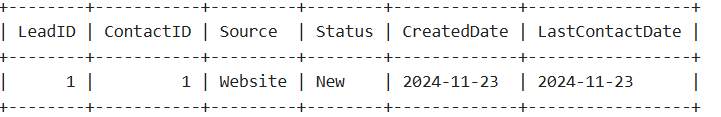 +--------+-----------+---------+--------+-------------+-----------------+
| LeadID | ContactID | Source  | Status | CreatedDate | LastContactDate |
+--------+-----------+---------+--------+-------------+-----------------+
|      1 |         1 | Website | New    | 2024-11-23  | 2024-11-23      |
+--------+-----------+---------+--------+-------------+-----------------+